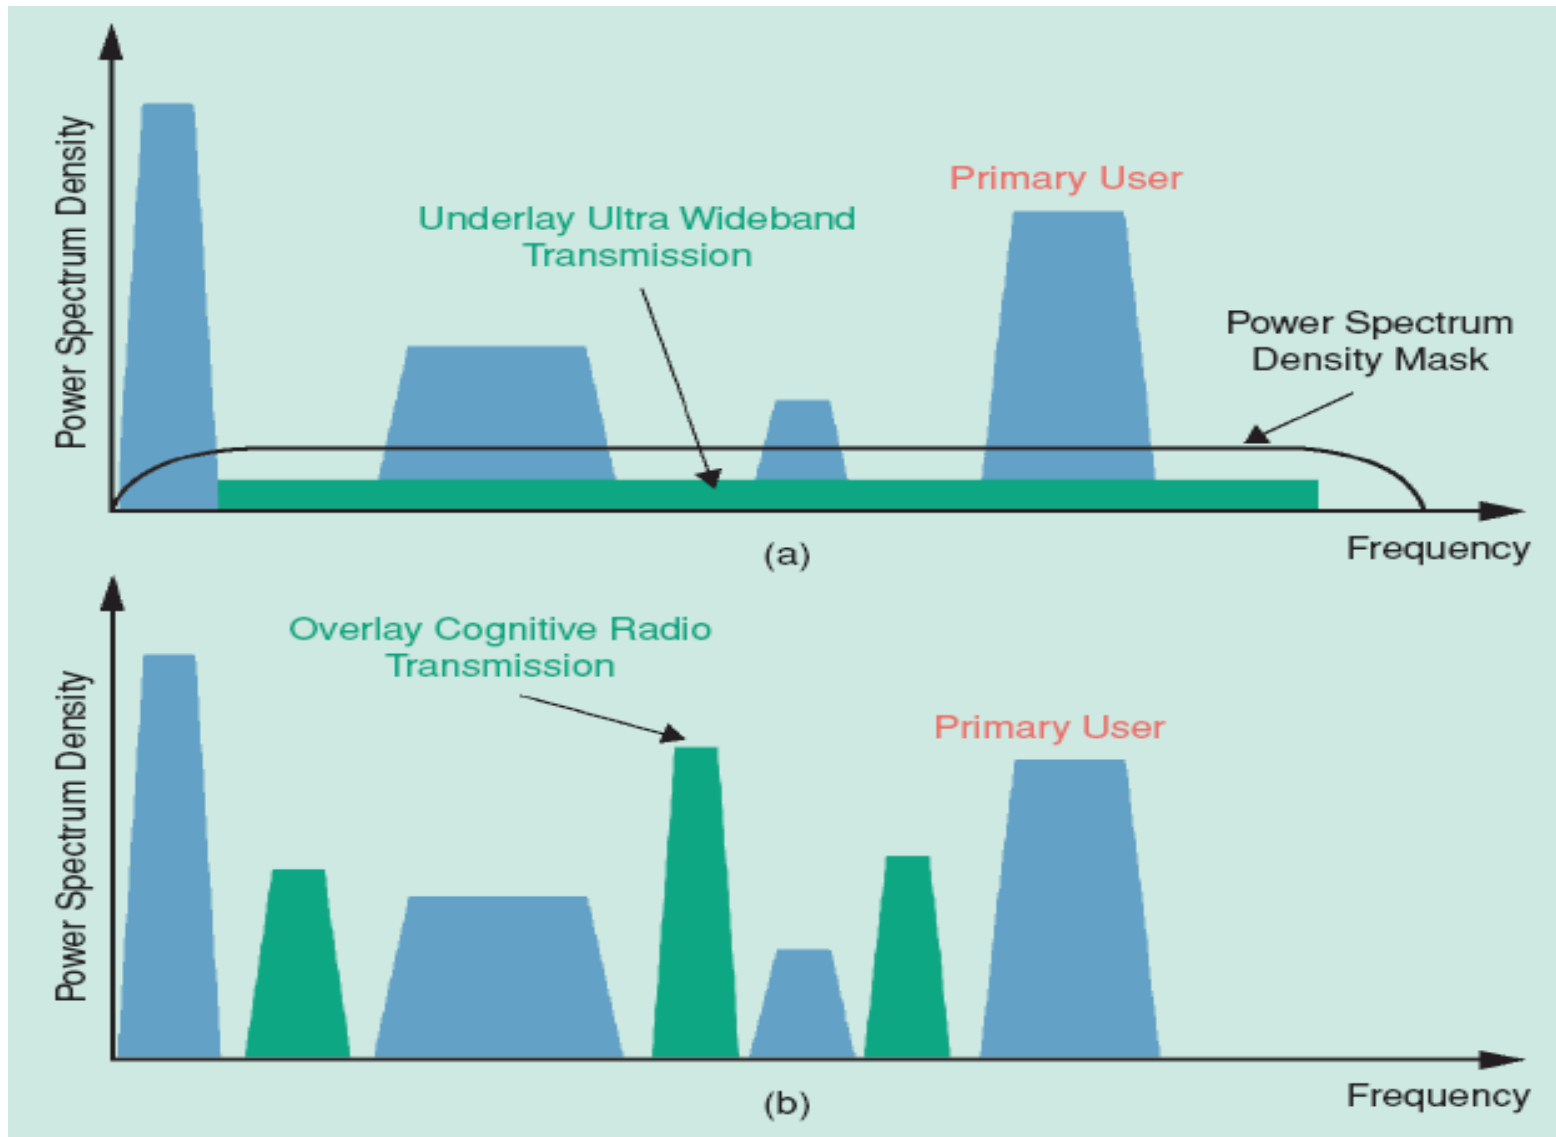 Power Spectrum Density
Primary User
Underlay Ultra Wideband
Transmission
Power Spectrum
Density Mask
(a)
Frequency
Power Spectrum Density
Overlay Cognitive Radio
Transmission
Primary User
(b)
Frequency